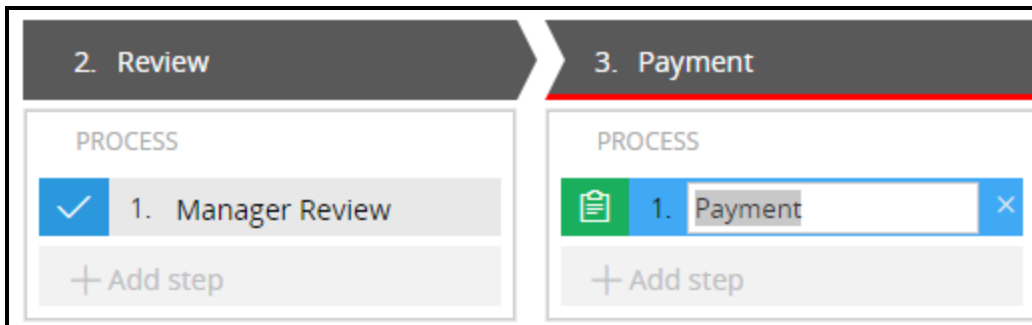 2. Review
3. Payment
PROCESS
1. Manager Review
+ Add step
PROCESS
1. Payment
+ Add step